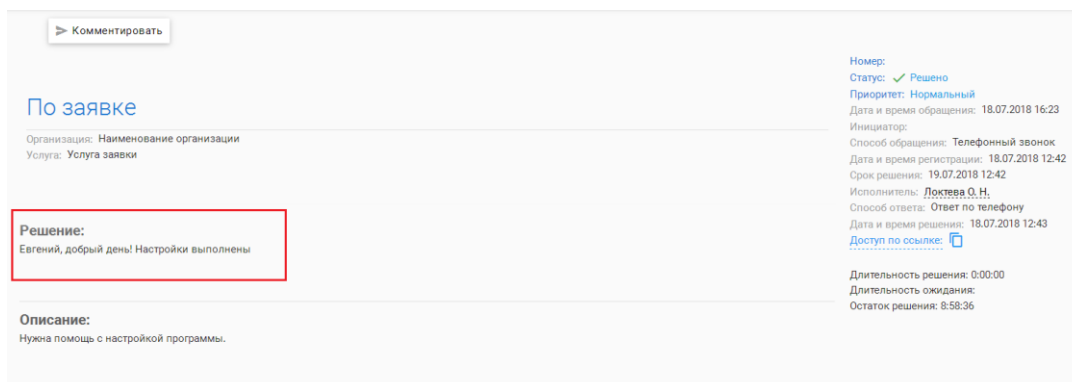 Комментировать
По заявке
Организация: Наименование организации
Услуга: Услуга заявки
Решение:
Евгений, добрый день! Настройки выполнены
Описание:
Нужна помощь с настройкой программы.
Номер:
Статус: Решено
Приоритет: Нормальный
Дата и время обращения: 18.07.2018 16:23
Инициатор:
Способ обращения: Телефонный звонок
Дата и время регистрации: 18.07.2018 12:42
Срок решения: 19.07.2018 12:42
Исполнитель: Локтева О. Н.
Способ ответа: Ответ по телефону
Дата и время решения: 18.07.2018 12:43
Доступ по ссылке:
Длительность решения: 0:00:00
Длительность ожидания:
Остаток решения: 8:58:36